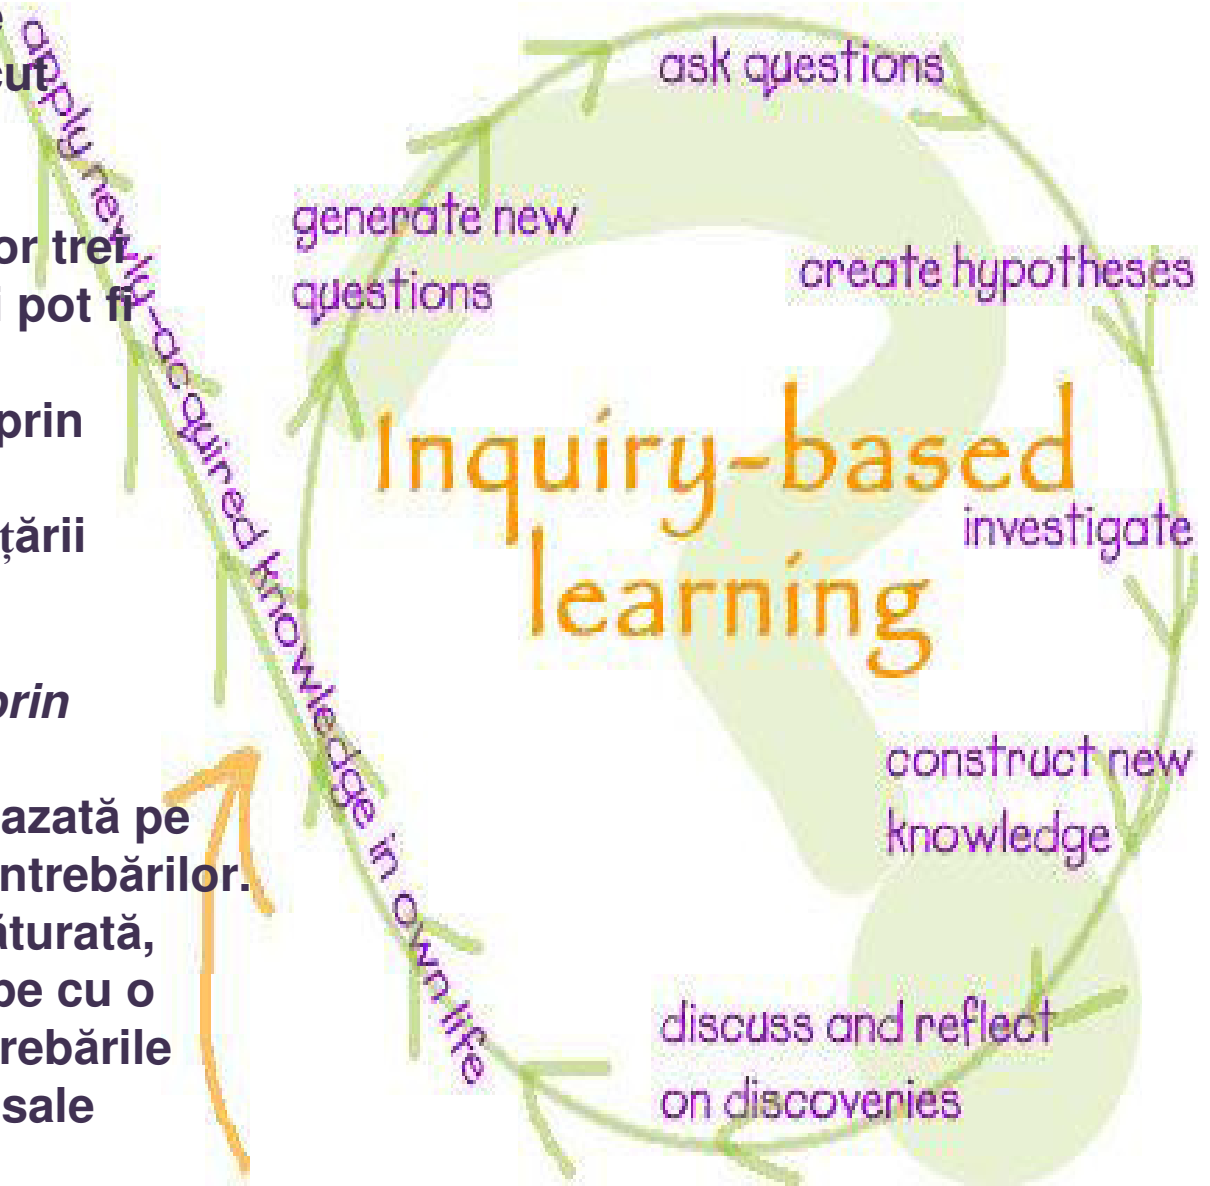 cut
or trei
i pot fi
prin
țării
prin
azată pe
ntrebărilor.
ăturată,
pe cu o
rebările
sale
apply newly-acquired knowledge in own life
ask questions
generate new
questions
create hypotheses
Inquiry-based
learning
investigate
construct new
knowledge
discuss and reflect
on discoveries